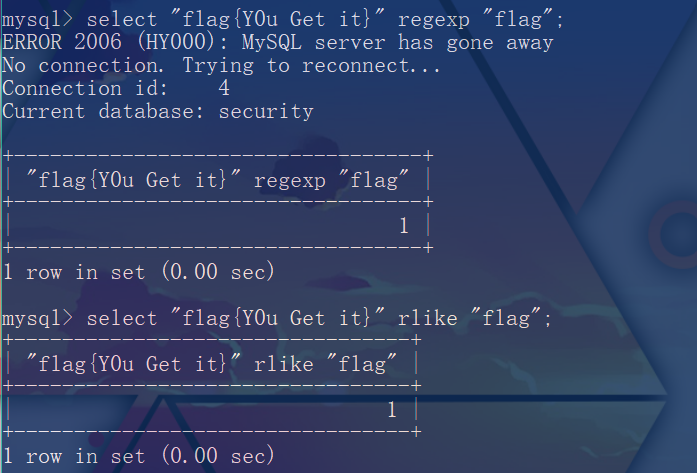 mysql> select "flag{Y0u Get it}" regexp "flag";
ERROR 2006 (HY000): MySQL server has gone away
No connection. Trying to reconnect...
Connection id:    4
Current database: security
+----------------------------------+
| "flag{Y0u Get it}" regexp "flag" |
+----------------------------------+
|                                1 |
+----------------------------------+
1 row in set (0.00 sec)
mysql> select "flag{Y0u Get it}" rlike "flag";
+---------------------------------+
| "flag{Y0u Get it}" rlike "flag" |
+---------------------------------+
|                               1 |
+---------------------------------+
1 row in set (0.00 sec)